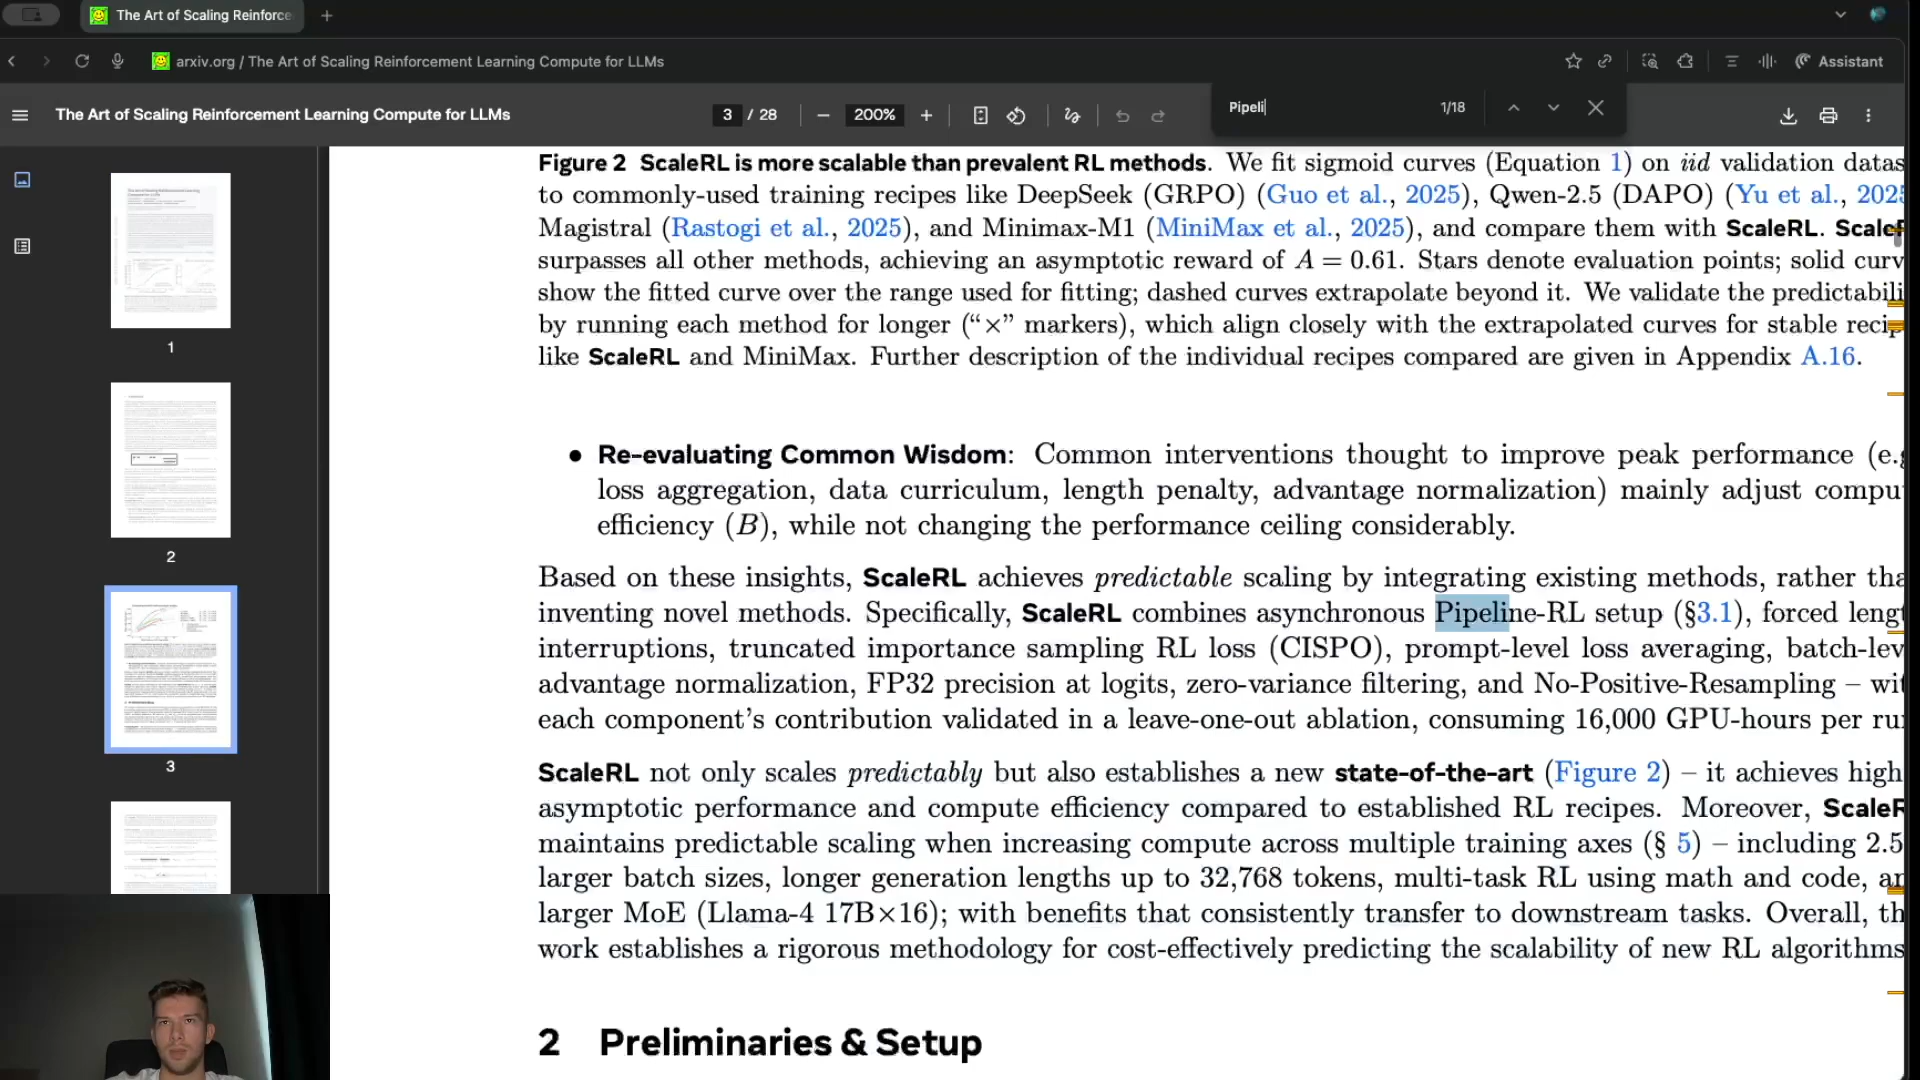 The Art of Scaling Reinforce
arxiv.org / The Art of Scaling Reinforcement Learning Compute for LLMs
Assistant
The Art of Scaling Reinforcement Learning Compute for LLMs
3 / 28
200%
Pipeli
1/18
1
2
3
Figure 2 ScaleRL is more scalable than prevalent RL methods. We fit sigmoid curves (Equation 1) on iid validation datas
to commonly-used training recipes like DeepSeek (GRPO) (Guo et al., 2025), Qwen-2.5 (DAPO) (Yu et al., 202
Magistral (Rastogi et al., 2025), and Minimax-M1 (MiniMax et al., 2025), and compare them with ScaleRL. Scale
surpasses all other methods, achieving an asymptotic reward of A = 0.61. Stars denote evaluation points; solid curv
show the fitted curve over the range used for fitting; dashed curves extrapolate beyond it. We validate the predictabili
by running each method for longer (“×” markers), which align closely with the extrapolated curves for stable recip
like ScaleRL and MiniMax. Further description of the individual recipes compared are given in Appendix A.16.
• Re-evaluating Common Wisdom: Common interventions thought to improve peak performance (e.g
loss aggregation, data curriculum, length penalty, advantage normalization) mainly adjust compu
efficiency (B), while not changing the performance ceiling considerably.
Based on these insights, ScaleRL achieves predictable scaling by integrating existing methods, rather tha
inventing novel methods. Specifically, ScaleRL combines asynchronous Pipeline-RL setup (§3.1), forced leng
interruptions, truncated importance sampling RL loss (CISPO), prompt-level loss averaging, batch-lev
advantage normalization, FP32 precision at logits, zero-variance filtering, and No-Positive-Resampling – wit
each component’s contribution validated in a leave-one-out ablation, consuming 16,000 GPU-hours per ru
ScaleRL not only scales predictably but also establishes a new state-of-the-art (Figure 2) – it achieves high
asymptotic performance and compute efficiency compared to established RL recipes. Moreover, ScaleR
maintains predictable scaling when increasing compute across multiple training axes (§ 5) – including 2.5
larger batch sizes, longer generation lengths up to 32,768 tokens, multi-task RL using math and code, an
larger MoE (Llama-4 17B×16); with benefits that consistently transfer to downstream tasks. Overall, th
work establishes a rigorous methodology for cost-effectively predicting the scalability of new RL algorithms
2 Preliminaries & Setup